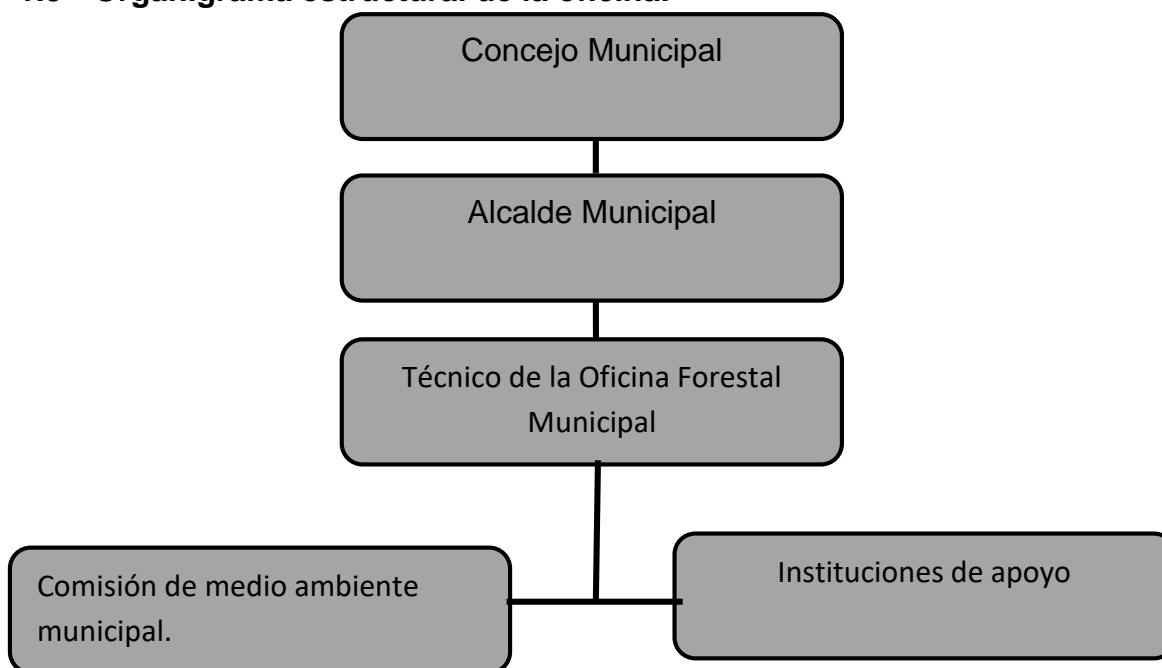 Organigrama estructural de la oficina.
Concejo Municipal
Alcalde Municipal
Técnico de la Oficina Forestal
Municipal
Comisión de medio ambiente
municipal.
Instituciones de apoyo